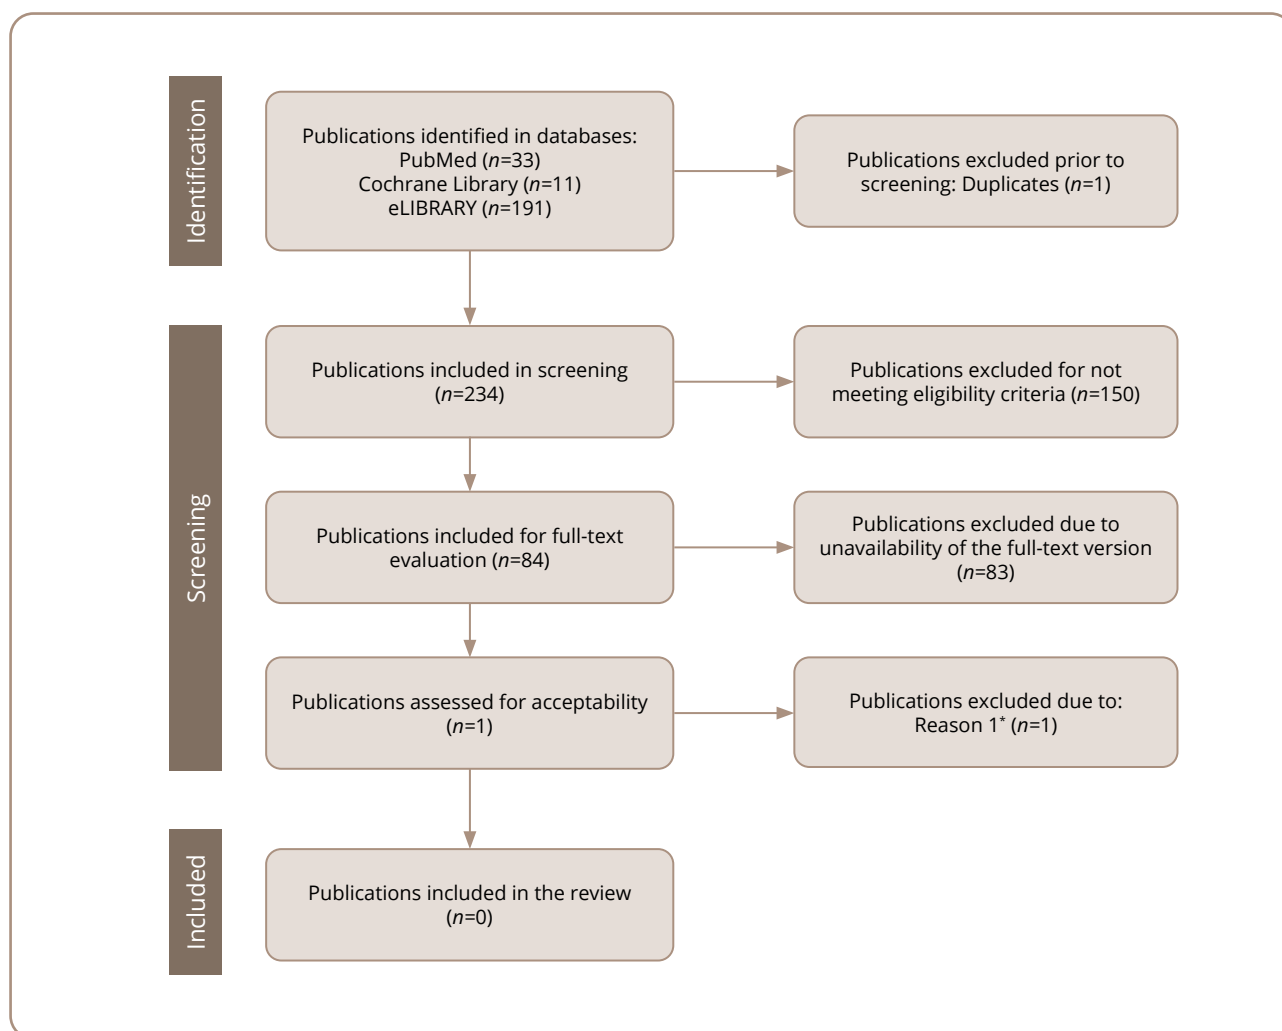 Identification
Publications identified in databases:
PubMed (n=33)
Cochrane Library (n=11)
eLIBRARY (n=191)
Publications excluded prior to
screening: Duplicates (n=1)
Screening
Publications included in screening
(n=234)
Publications excluded for not
meeting eligibility criteria (n=150)
Publications included for full-text
evaluation (n=84)
Publications excluded due to
unavailability of the full-text version
(n=83)
Publications assessed for acceptability
(n=1)
Publications excluded due to:
Reason 1* (n=1)
Included
Publications included in the review
(n=0)